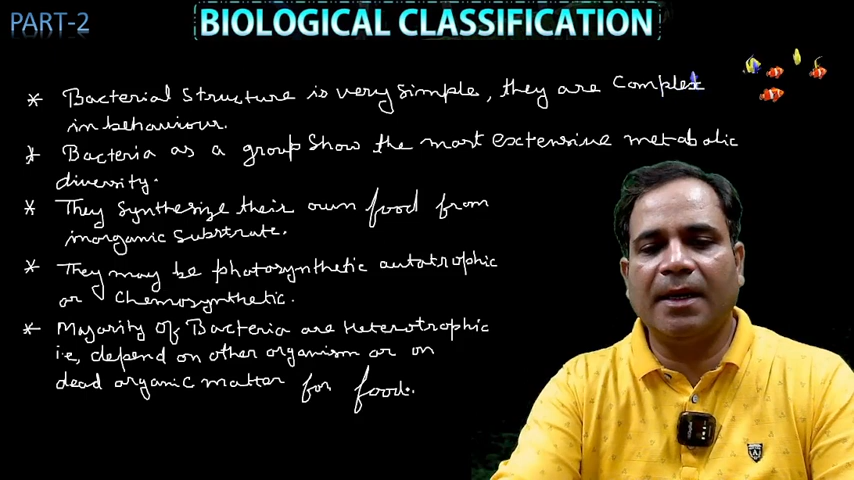 PART-2
BIOLOGICAL CLASSIFICATION
* Bacterial Structure is very simple, they are Complex
in behaviour.
* Bacteria as a group Show the most extensive metabolic
diversity.
* They Synthesize their own food from
inorganic Substrate.
* They may be photosynthetic autotrophic
or Chemosynthetic.
* Majority Of Bacteria are Heterotrophic
i.e, depend on other organism or on
dead organic matter for food.